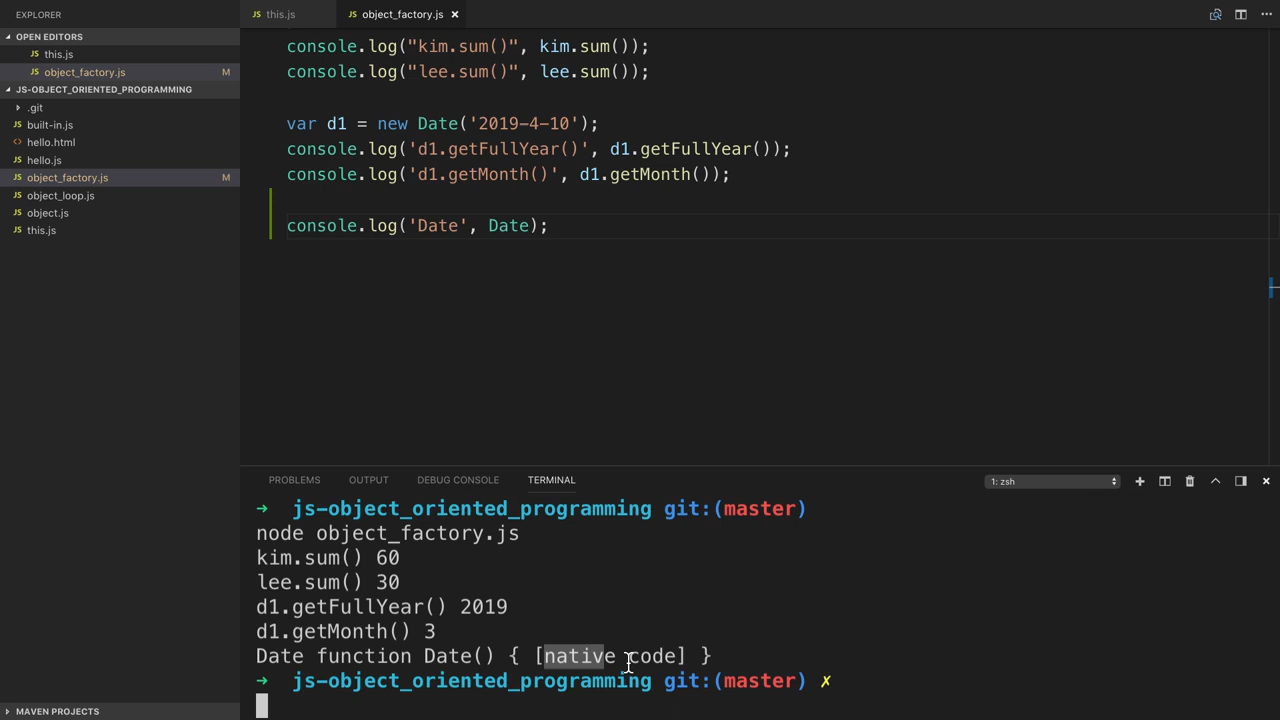 EXPLORER
OPEN EDITORS
JS this.js
JS object_factory.js M
JS-OBJECT_ORIENTED_PROGRAMMING
.git
JS built-in.js
<> hello.html
JS hello.js
JS object_factory.js M
JS object_loop.js
JS object.js
JS this.js
MAVEN PROJECTS
JS this.js JS object_factory.js ×
console.log("kim.sum()", kim.sum());
console.log("lee.sum()", lee.sum());
var d1 = new Date('2019-4-10');
console.log('d1.getFullYear()', d1.getFullYear());
console.log('d1.getMonth()', d1.getMonth());
console.log('Date', Date);
PROBLEMS OUTPUT DEBUG CONSOLE TERMINAL 1: zsh
➜ js-object_oriented_programming git:(master)
node object_factory.js
kim.sum() 60
lee.sum() 30
d1.getFullYear() 2019
d1.getMonth() 3
Date function Date() { [native code] }
➜ js-object_oriented_programming git:(master) ✗